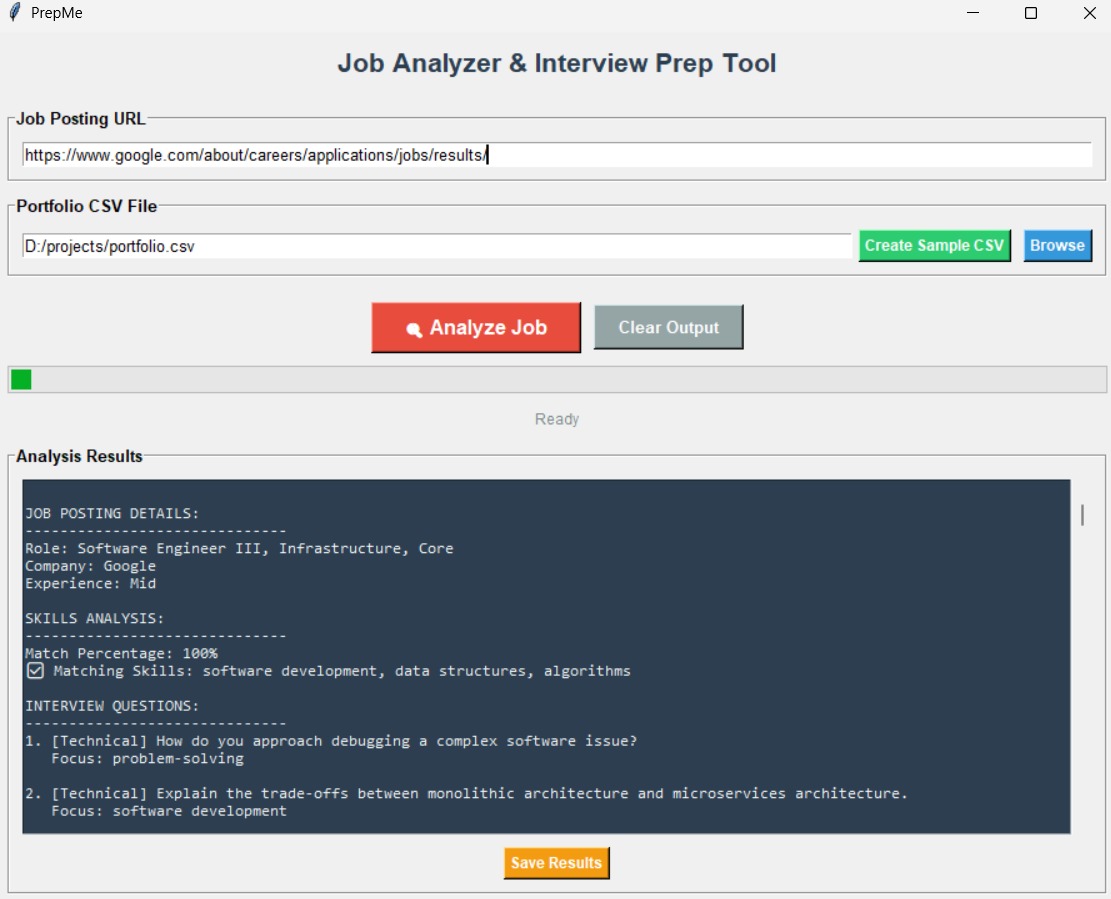 PrepMe
Job Analyzer & Interview Prep Tool
Job Posting URL
https://www.google.com/about/careers/applications/jobs/results/
Portfolio CSV File
D:/projects/portfolio.csv
Create Sample CSV
Browse
Analyze Job
Clear Output
Ready
Analysis Results
JOB POSTING DETAILS:
------------------------------
Role: Software Engineer III, Infrastructure, Core
Company: Google
Experience: Mid
SKILLS ANALYSIS:
------------------------------
Match Percentage: 100%
☑ Matching Skills: software development, data structures, algorithms
INTERVIEW QUESTIONS:
------------------------------
1. [Technical] How do you approach debugging a complex software issue?
Focus: problem-solving
2. [Technical] Explain the trade-offs between monolithic architecture and microservices architecture.
Focus: software development
Save Results